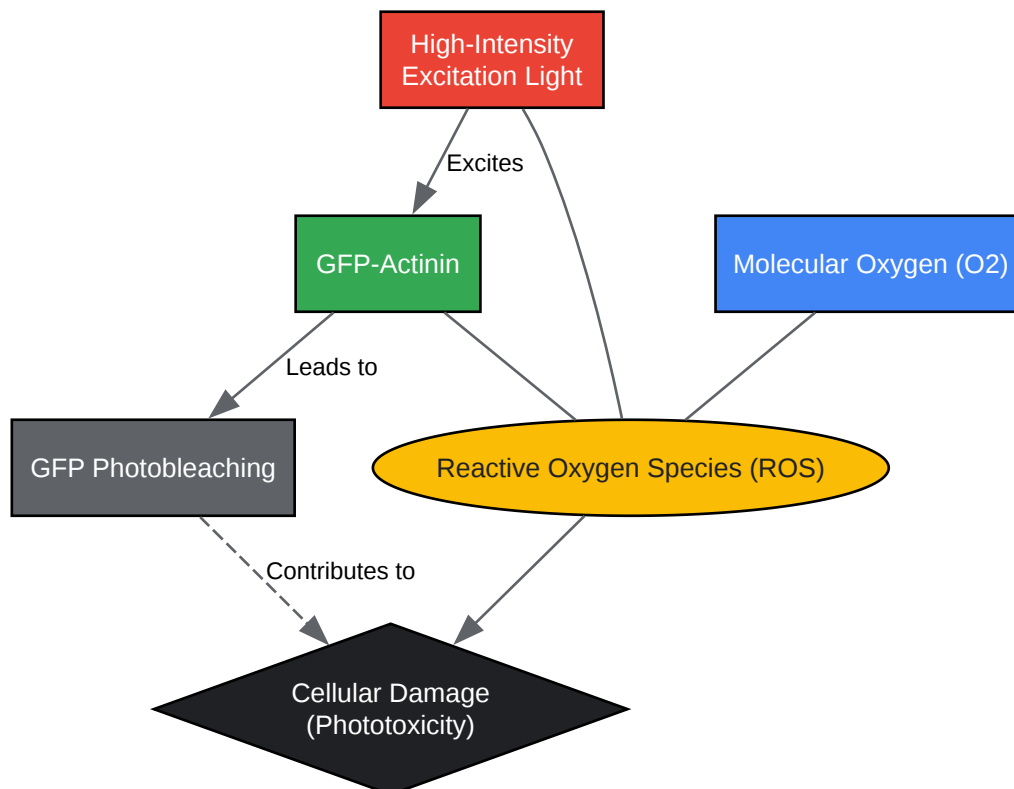 High-Intensity
Excitation Light
Excites
GFP-Actinin
Molecular Oxygen (O2)
Leads to
GFP Photobleaching
Reactive Oxygen Species (ROS)
Contributes to
Cellular Damage
(Phototoxicity)